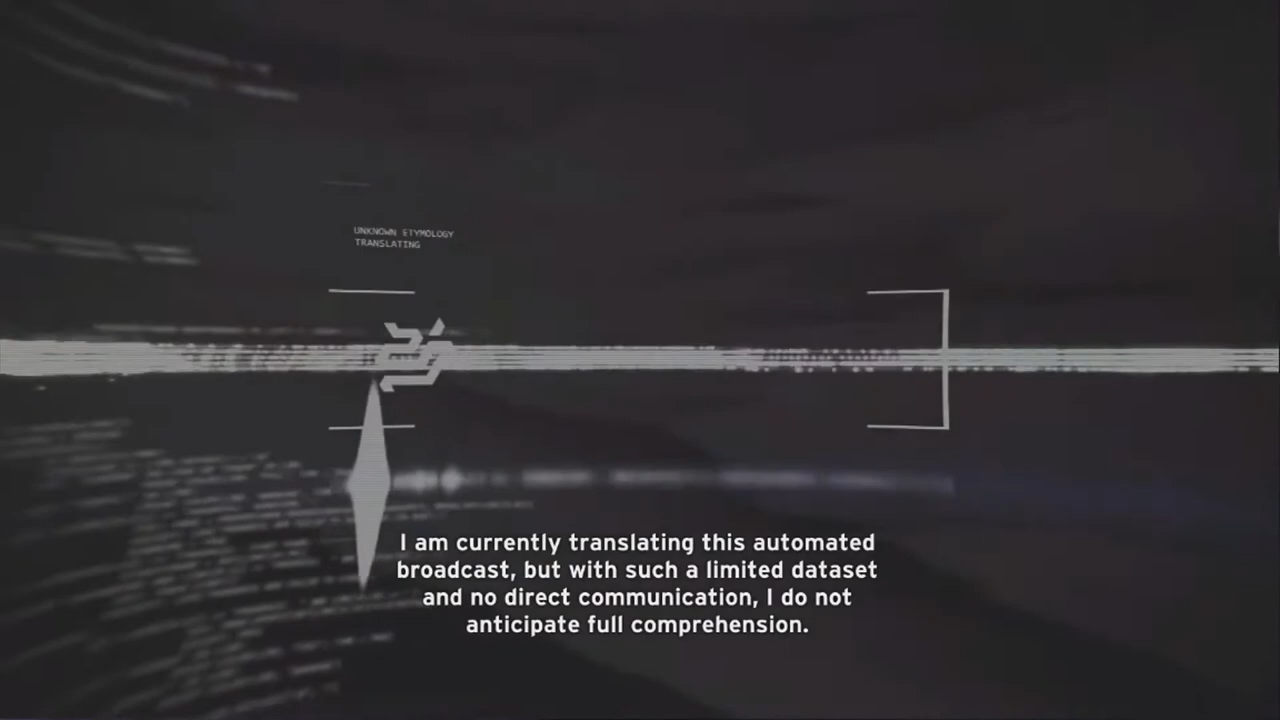 UNKNOWN ETYMOLOGY
TRANSLATING
I am currently translating this automated
broadcast, but with such a limited dataset
and no direct communication, I do not
anticipate full comprehension.